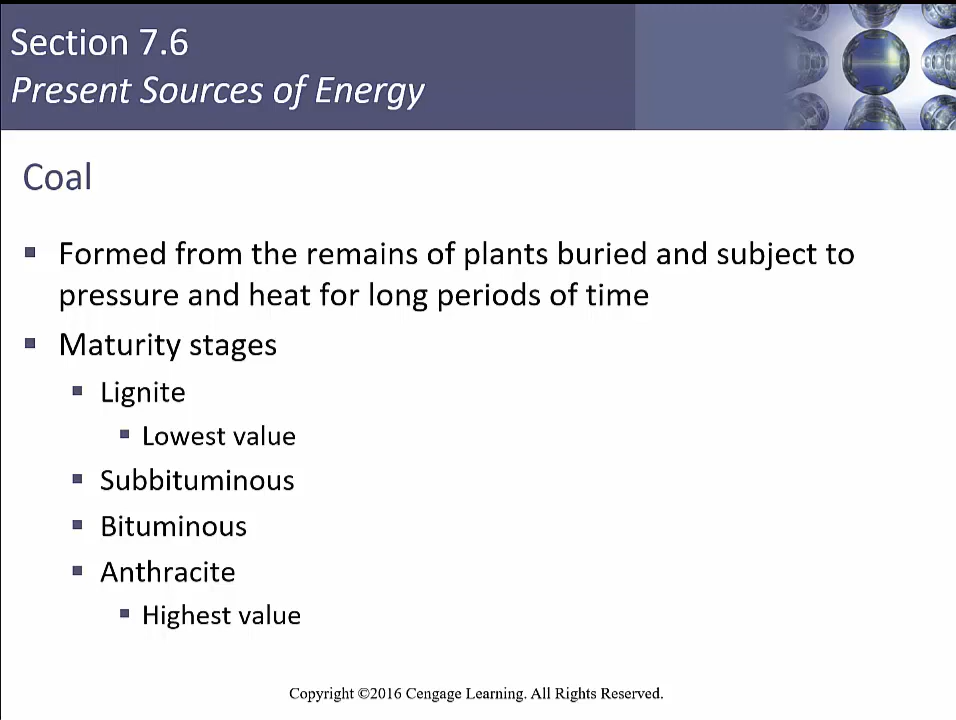 Section 7.6
Present Sources of Energy
Coal
Formed from the remains of plants buried and subject to
pressure and heat for long periods of time
Maturity stages
Lignite
Lowest value
Subbituminous
Bituminous
Anthracite
Highest value
Copyright ©2016 Cengage Learning. All Rights Reserved.